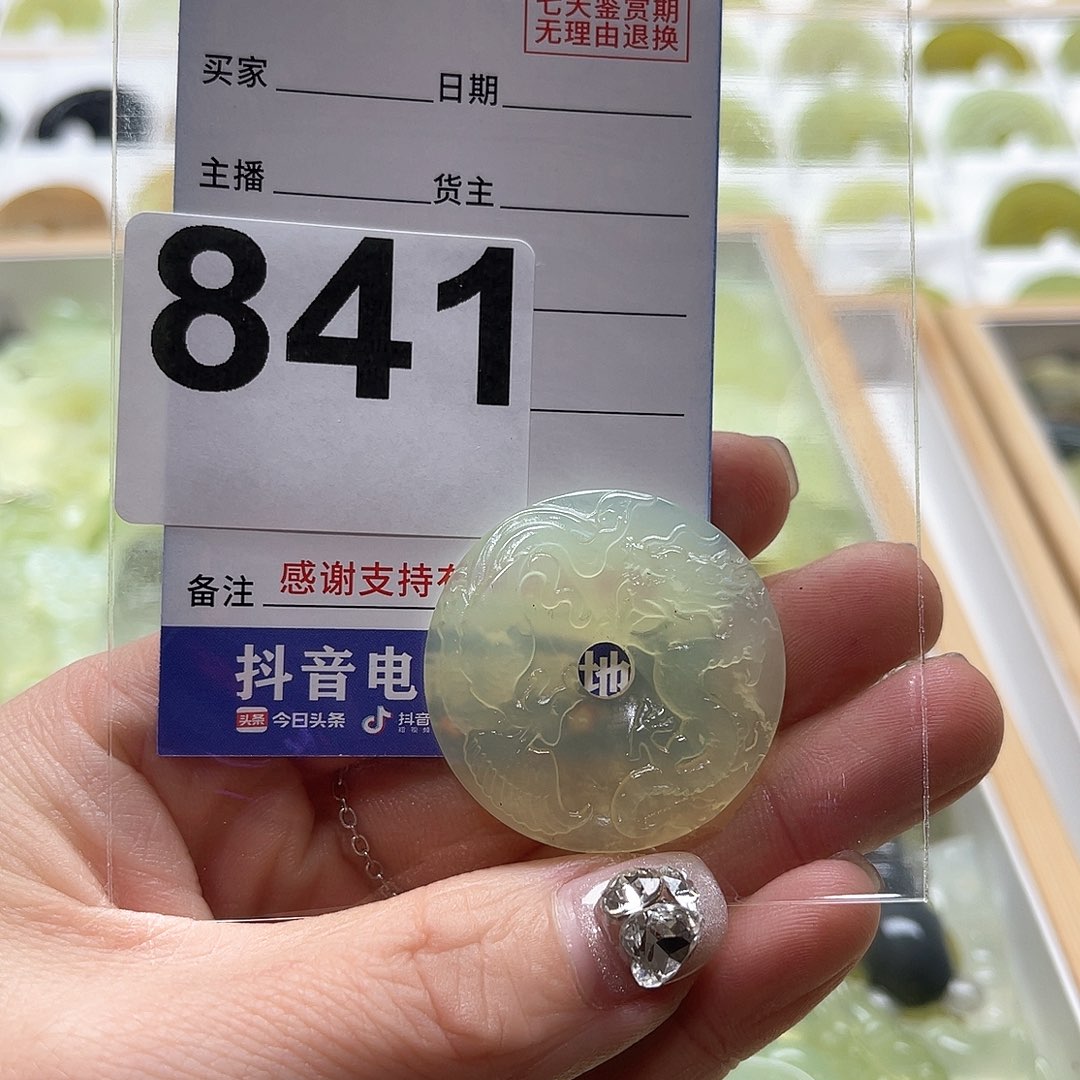 七天鉴赏期
无理由退换
买家 日期
主播 货主
841
备注 感谢支持
抖音电
头条 今日头条 抖音
地